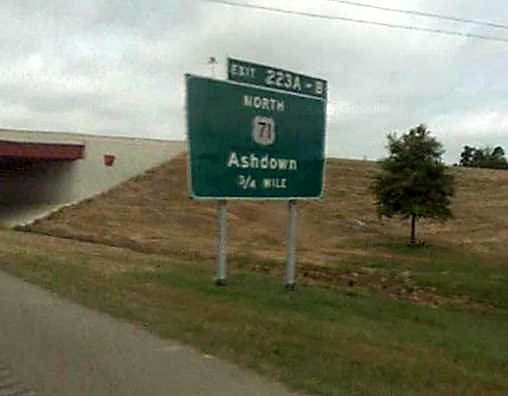 EXIT 223A-B
NORTH
71
Ashdown
3/4 MILE